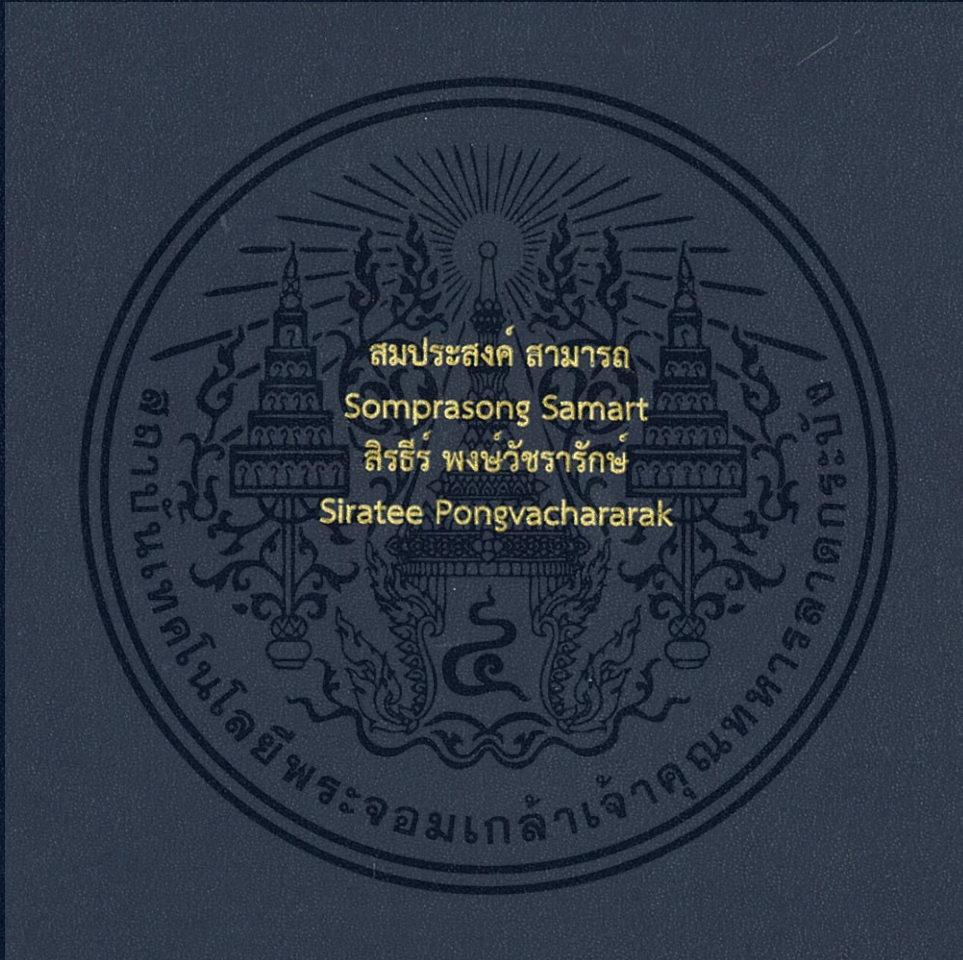 สมประสงค์ สามารถ
Somprasong Samart
สิรธีร์ พงษ์วัชรารักษ์
Siratee Pongvachararak
๔
สถาบันเทคโนโลยีพระจอมเกล้าเจ้าคุณทหารลาดกระบัง